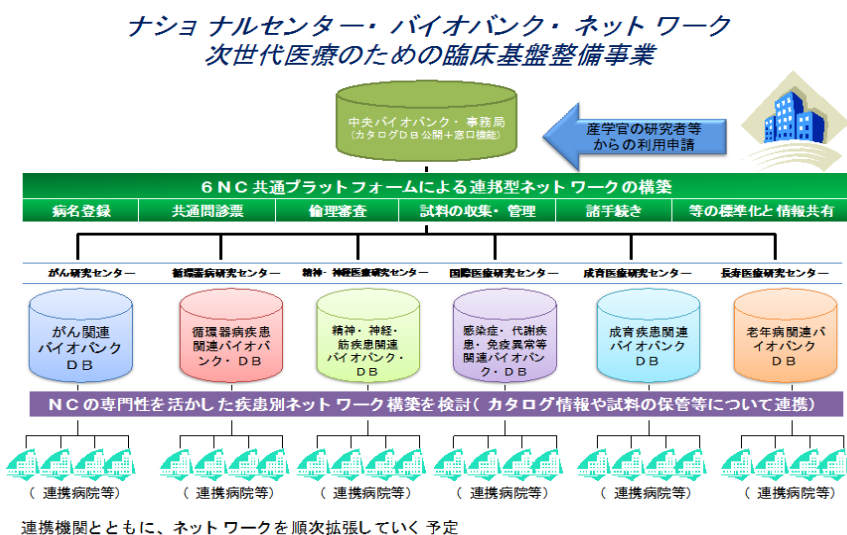 ナショナルセンター・バイオバンク・ネットワーク
次世代医療のための臨床基盤整備事業
中央バイオバンク・事務局
(カタログDB公開+窓口機能)
産学官の研究者等
からの利用申請
6NC共通プラットフォームによる連邦型ネットワークの構築
病名登録 共通問診票 倫理審査 試料の収集・管理 諸手続き 等の標準化と情報共有
がん研究センター 循環器病研究センター 精神・神経医療研究センター 国際医療研究センター 成育医療研究センター 長寿医療研究センター
がん関連
バイオバンク
DB
循環器病疾患
関連バイオバ
ンク・DB
精神・神経・
筋疾患関連
バイオバンク・
DB
感染症・代謝疾
患・免疫異常等
関連バイオバン
ク・DB
成育疾患関連
バイオバンク
DB
老年病関連バ
イオバンク
DB
NCの専門性を活かした疾患別ネットワーク構築を検討(カタログ情報や試料の保管等について連携)
(連携病院等) (連携病院等) (連携病院等) (連携病院等) (連携病院等) (連携病院等)
連携機関とともに、ネットワークを順次拡張していく予定